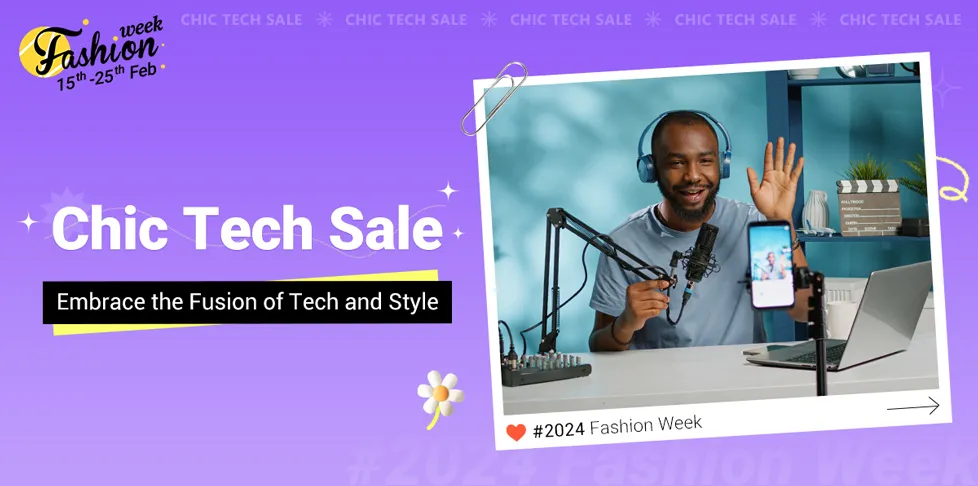 Fashion week
15th -25th Feb
CHIC TECH SALE CHIC TECH SALE CHIC TECH SALE CHIC TECH SALE CHIC TECH SALE
Chic Tech Sale
Embrace the Fusion of Tech and Style
#2024 Fashion Week
#2024 Fashion Week